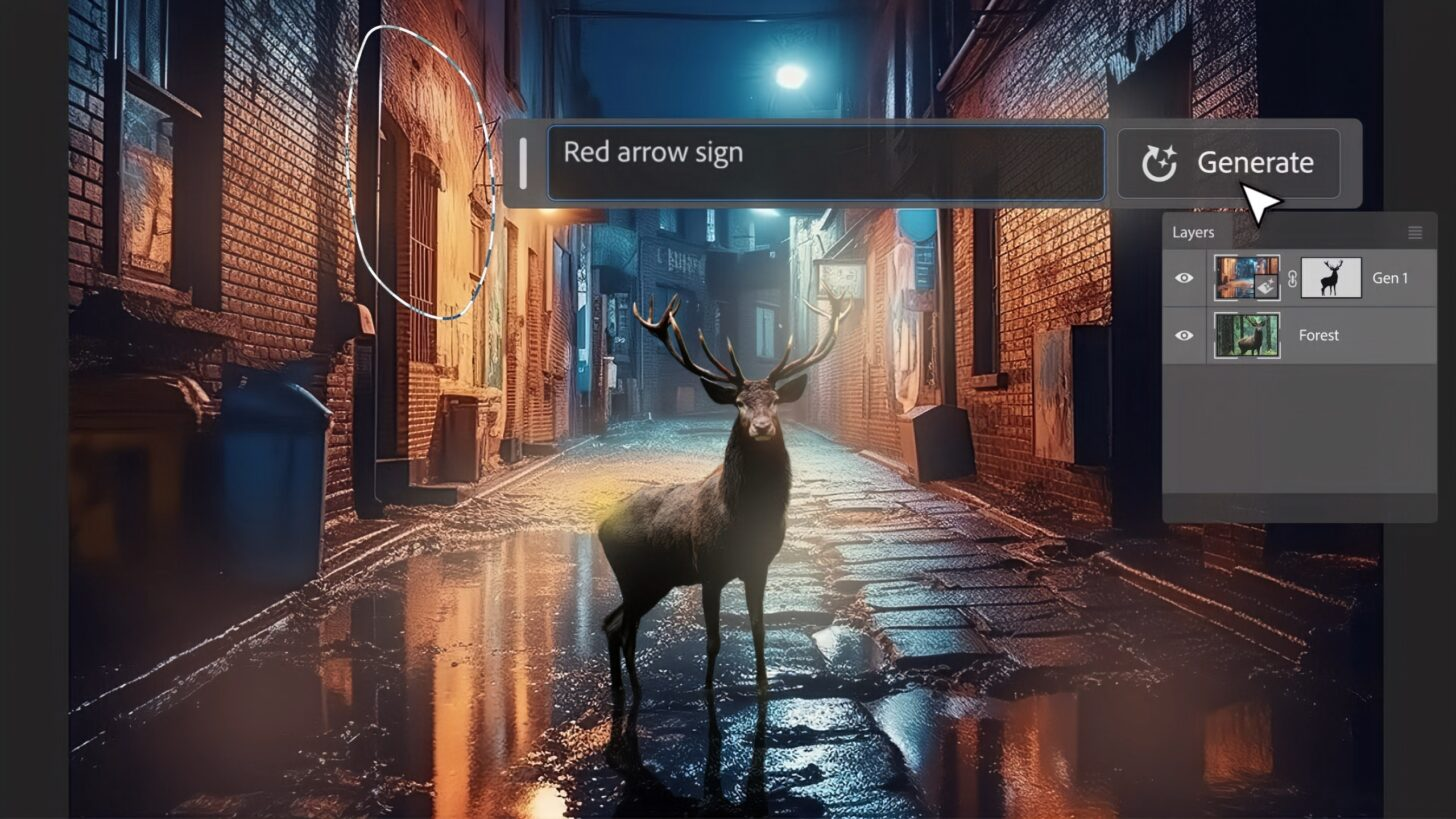 Red arrow sign
Generate
Layers
Gen 1
Forest